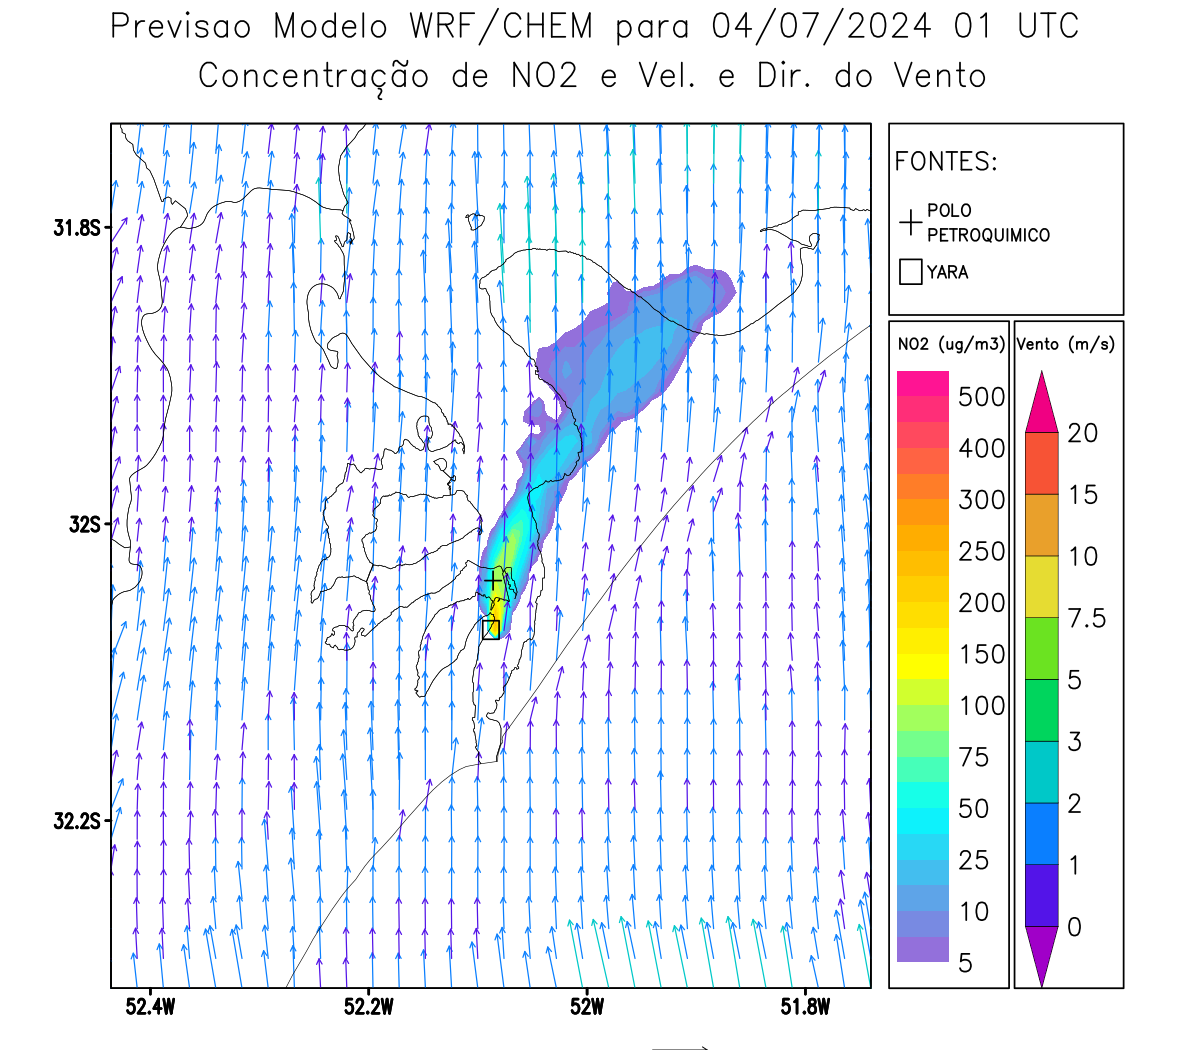 Previsao Modelo WRF/CHEM para 04/07/2024 01 UTC
Concentração de NO2 e Vel. e Dir. do Vento
FONTES:
POLO
PETROQUIMICO
YARA
31.8S
32S
32.2S
52.4W
52.2W
52W
51.8W
NO2 (ug/m3)
500
400
300
250
200
150
100
75
50
25
10
5
Vento (m/s)
20
15
10
7.5
5
3
2
1
0